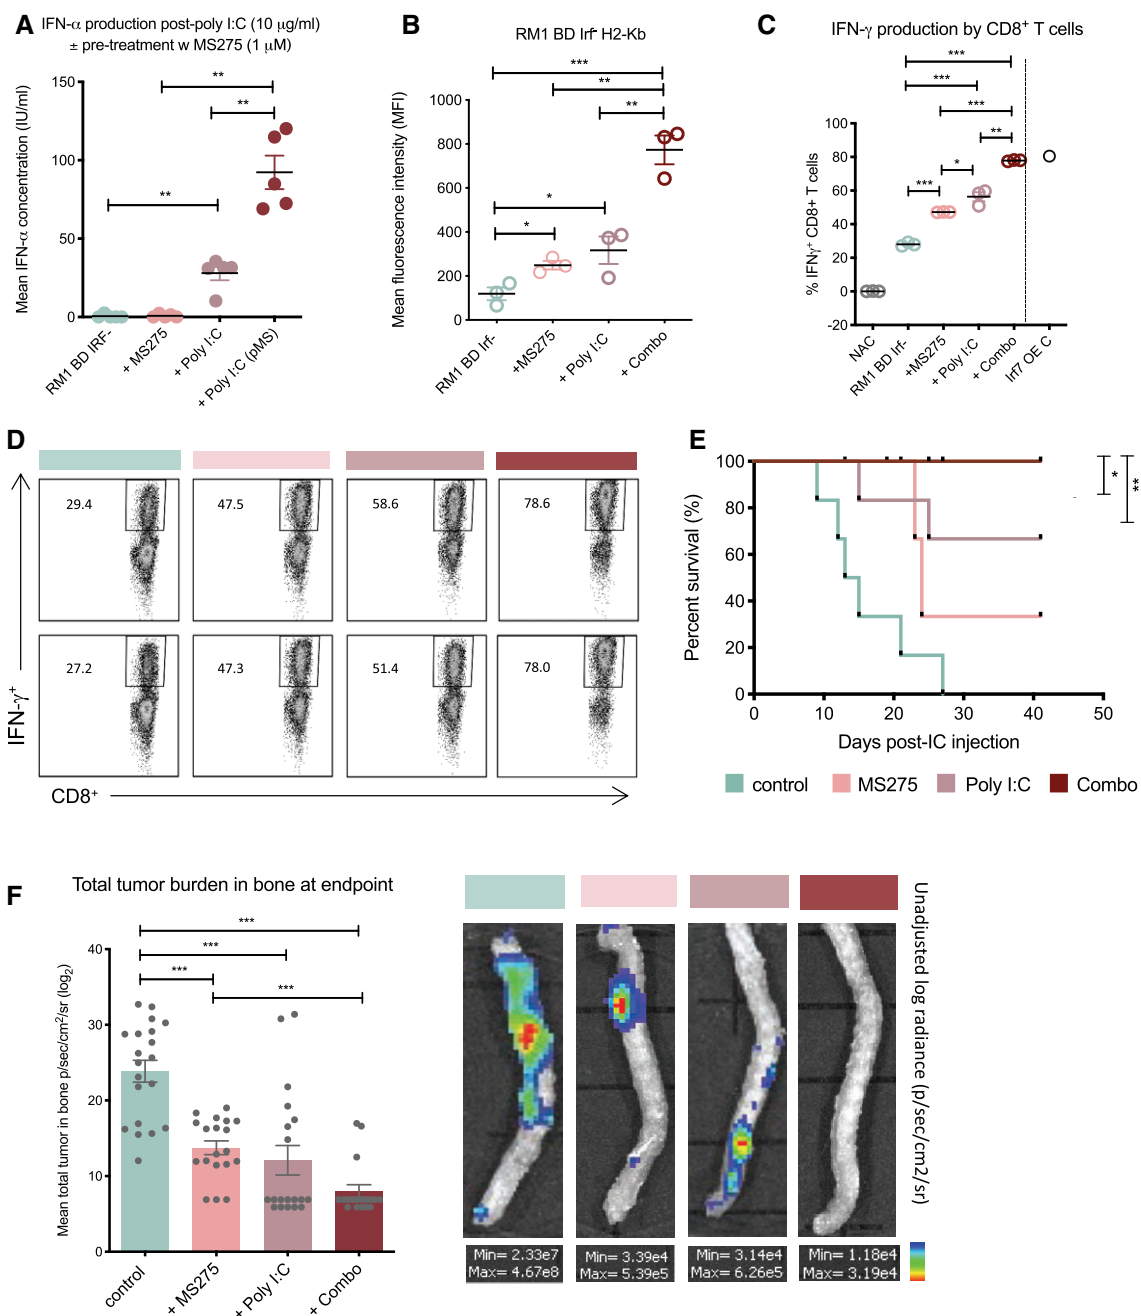 A
IFN-α production post-poly I:C (10 μg/ml)
± pre-treatment w MS275 (1 μM)
Mean IFN-α concentration (IU/ml)
150
100
50
0
**
**
**
RM1 BD IRF-
+ MS275
+ Poly I:C
+ Poly I:C (pMS)
B
RM1 BD Irf- H2-Kb
Mean fluorescence intensity (MFI)
1000
800
600
400
200
0
***
**
**
*
*
RM1 BD Irf-
+MS275
+ Poly I:C
+ Combo
C
IFN-γ production by CD8+ T cells
% IFNγ+ CD8+ T cells
100
80
60
40
20
0
-20
***
***
***
**
*
***
NAC
RM1 BD Irf-
+MS275
+ Poly I:C
+ Combo
Irf7 OE C
D
IFN-γ+
29.4
47.5
58.6
78.6
27.2
47.3
51.4
78.0
CD8+
E
Percent survival (%)
100
80
60
40
20
0
0 10 20 30 40 50
Days post-IC injection
*
**
control MS275 Poly I:C Combo
F
Total tumor burden in bone at endpoint
Mean total tumor in bone p/sec/cm2/sr (log2)
40
30
20
10
0
***
***
***
***
control
+ MS275
+ Poly I:C
+ Combo
Min= 2.33e7
Max= 4.67e8
Min= 3.39e4
Max= 5.39e5
Min= 3.14e4
Max= 6.26e5
Min= 1.18e4
Max= 3.19e4
Unadjusted log radiance (p/sec/cm2/sr)